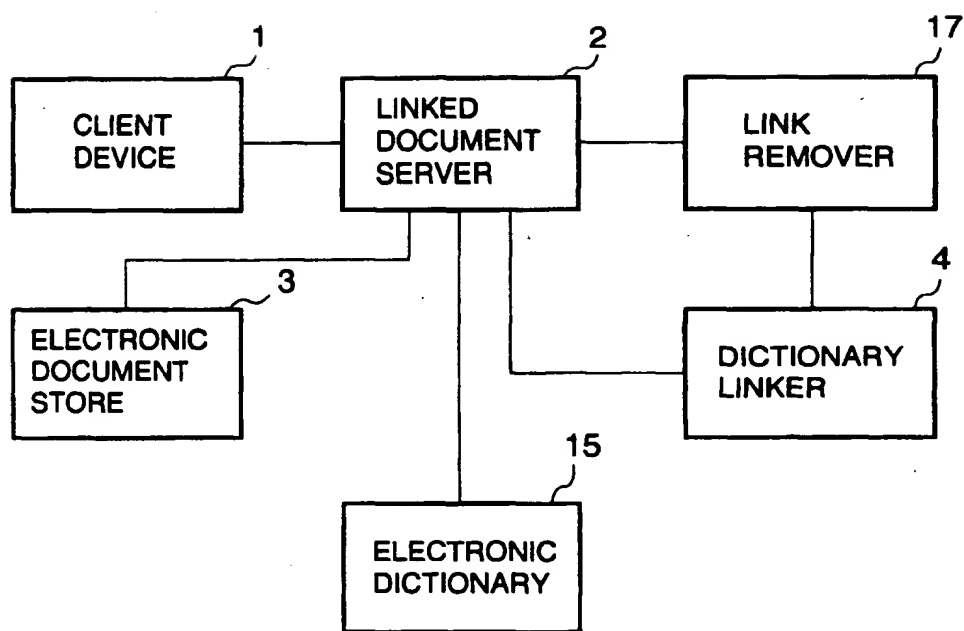 1
CLIENT
DEVICE
2
LINKED
DOCUMENT
SERVER
17
LINK
REMOVER
3
ELECTRONIC
DOCUMENT
STORE
4
DICTIONARY
LINKER
15
ELECTRONIC
DICTIONARY